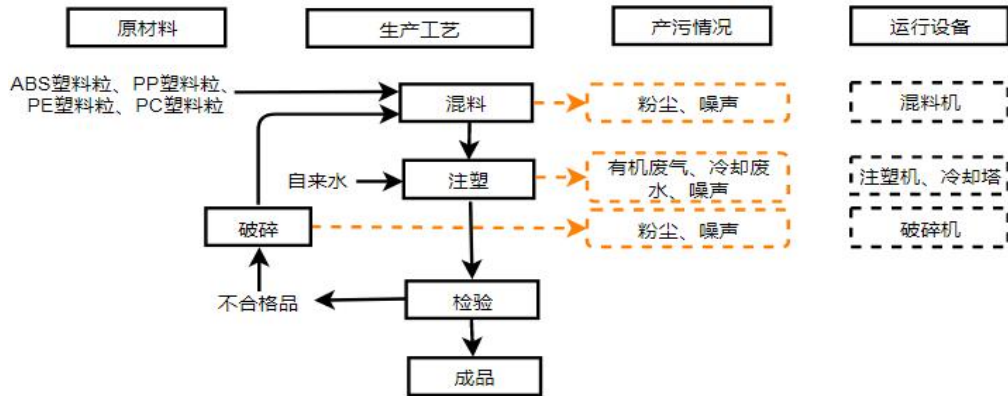 原材料
生产工艺
产污情况
运行设备
ABS塑料粒、PP塑料粒、
PE塑料粒、PC塑料粒
混料
粉尘、噪声
混料机
自来水
注塑
有机废气、冷却废
水、噪声
注塑机、冷却塔
破碎
粉尘、噪声
破碎机
不合格品
检验
成品